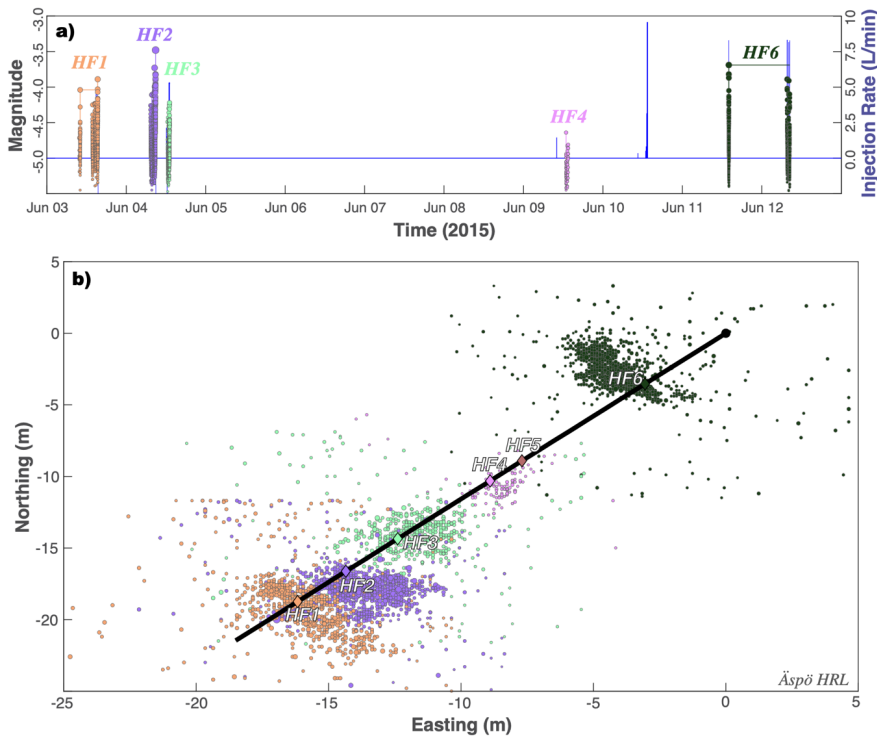 a)
Magnitude
-3.0
-3.5
-4.0
-4.5
-5.0
HF1
HF2
HF3
HF4
HF6
10
7.5
5.0
2.5
0.0
Injection Rate (L/min)
Jun 03 Jun 04 Jun 05 Jun 06 Jun 07 Jun 08 Jun 09 Jun 10 Jun 11 Jun 12
Time (2015)
b)
Northing (m)
5
0
-5
-10
-15
-20
HF6
HF5
HF4
HF3
HF2
HF1
Äspö HRL
-25 -20 -15 -10 -5 0 5
Easting (m)